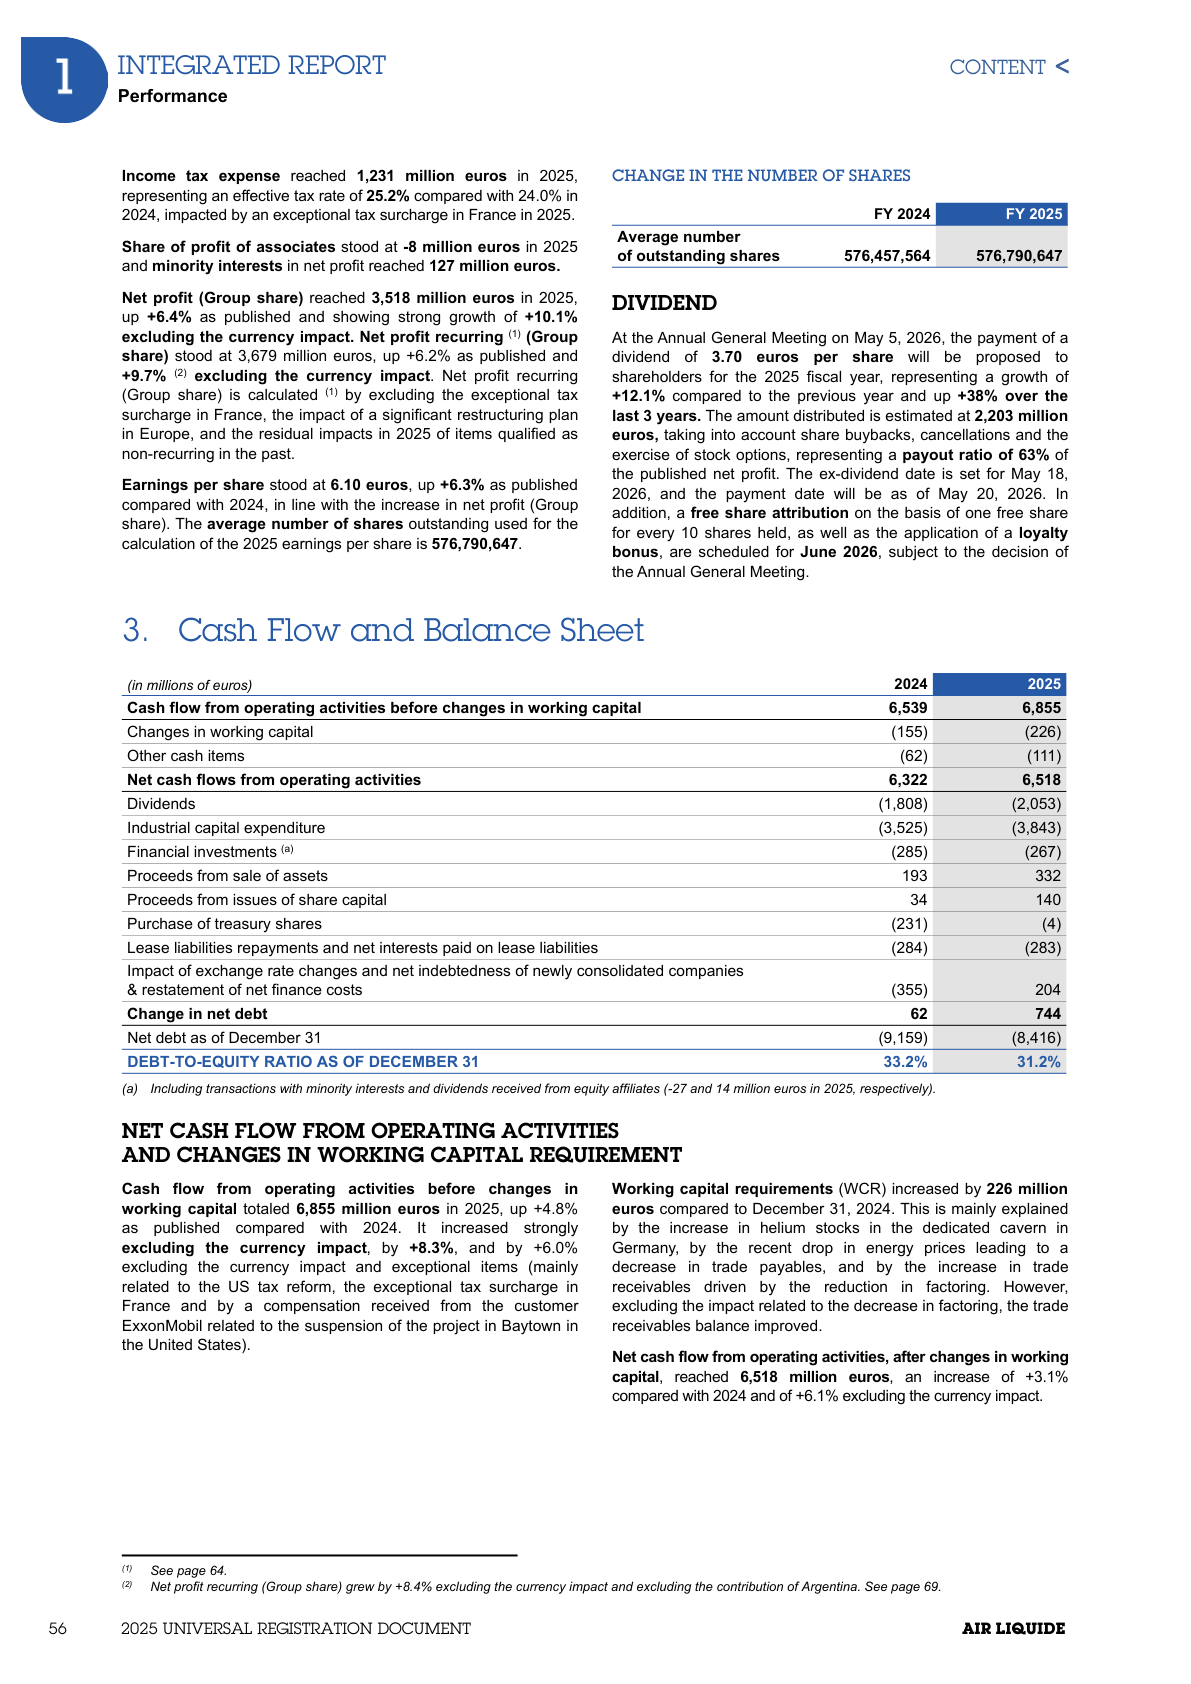 1
INTEGRATED REPORT
CONTENT <
Performance
Income tax expense reached 1,231 million euros in 2025,
representing an effective tax rate of 25.2% compared with 24.0% in
2024, impacted by an exceptional tax surcharge in France in 2025.
Share of profit of associates stood at -8 million euros in 2025
and minority interests in net profit reached 127 million euros.
Net profit (Group share) reached 3,518 million euros in 2025,
up +6.4% as published and showing strong growth of +10.1%
excluding the currency impact. Net profit recurring (1) (Group
share) stood at 3,679 million euros, up +6.2% as published and
+9.7% (2) excluding the currency impact. Net profit recurring
(Group share) is calculated (1) by excluding the exceptional tax
surcharge in France, the impact of a significant restructuring plan
in Europe, and the residual impacts in 2025 of items qualified as
non-recurring in the past.
Earnings per share stood at 6.10 euros, up +6.3% as published
compared with 2024, in line with the increase in net profit (Group
share). The average number of shares outstanding used for the
calculation of the 2025 earnings per share is 576,790,647.
CHANGE IN THE NUMBER OF SHARES
FY 2024 FY 2025
Average number
of outstanding shares 576,457,564 576,790,647
DIVIDEND
At the Annual General Meeting on May 5, 2026, the payment of a
dividend of 3.70 euros per share will be proposed to
shareholders for the 2025 fiscal year, representing a growth of
+12.1% compared to the previous year and up +38% over the
last 3 years. The amount distributed is estimated at 2,203 million
euros, taking into account share buybacks, cancellations and the
exercise of stock options, representing a payout ratio of 63% of
the published net profit. The ex-dividend date is set for May 18,
2026, and the payment date will be as of May 20, 2026. In
addition, a free share attribution on the basis of one free share
for every 10 shares held, as well as the application of a loyalty
bonus, are scheduled for June 2026, subject to the decision of
the Annual General Meeting.
3. Cash Flow and Balance Sheet
(in millions of euros) 2024 2025
Cash flow from operating activities before changes in working capital 6,539 6,855
Changes in working capital (155) (226)
Other cash items (62) (111)
Net cash flows from operating activities 6,322 6,518
Dividends (1,808) (2,053)
Industrial capital expenditure (3,525) (3,843)
Financial investments (a) (285) (267)
Proceeds from sale of assets 193 332
Proceeds from issues of share capital 34 140
Purchase of treasury shares (231) (4)
Lease liabilities repayments and net interests paid on lease liabilities (284) (283)
Impact of exchange rate changes and net indebtedness of newly consolidated companies
& restatement of net finance costs (355) 204
Change in net debt 62 744
Net debt as of December 31 (9,159) (8,416)
DEBT-TO-EQUITY RATIO AS OF DECEMBER 31 33.2% 31.2%
(a) Including transactions with minority interests and dividends received from equity affiliates (-27 and 14 million euros in 2025, respectively).
NET CASH FLOW FROM OPERATING ACTIVITIES
AND CHANGES IN WORKING CAPITAL REQUIREMENT
Cash flow from operating activities before changes in
working capital totaled 6,855 million euros in 2025, up +4.8%
as published compared with 2024. It increased strongly
excluding the currency impact, by +8.3%, and by +6.0%
excluding the currency impact and exceptional items (mainly
related to the US tax reform, the exceptional tax surcharge in
France and by a compensation received from the customer
ExxonMobil related to the suspension of the project in Baytown in
the United States).
Working capital requirements (WCR) increased by 226 million
euros compared to December 31, 2024. This is mainly explained
by the increase in helium stocks in the dedicated cavern in
Germany, by the recent drop in energy prices leading to a
decrease in trade payables, and by the increase in trade
receivables driven by the reduction in factoring. However,
excluding the impact related to the decrease in factoring, the trade
receivables balance improved.
Net cash flow from operating activities, after changes in working
capital, reached 6,518 million euros, an increase of +3.1%
compared with 2024 and of +6.1% excluding the currency impact.
(1) See page 64.
(2) Net profit recurring (Group share) grew by +8.4% excluding the currency impact and excluding the contribution of Argentina. See page 69.
56 2025 UNIVERSAL REGISTRATION DOCUMENT AIR LIQUIDE